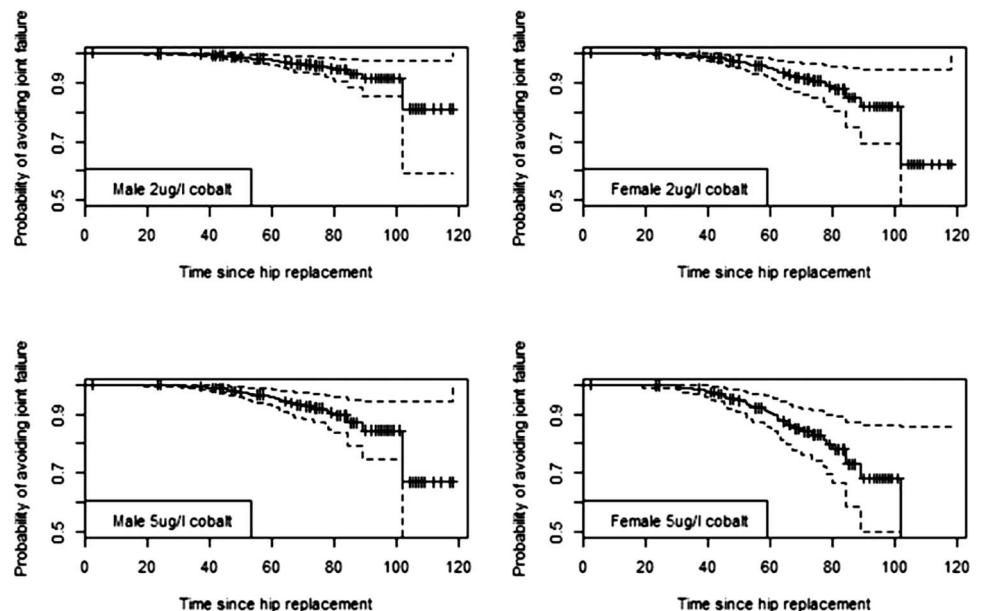 Probability of avoiding joint failure
0.9
0.7
0.5
Male 2ug/l cobalt
0 20 40 60 80 100 120
Time since hip replacement
Probability of avoiding joint failure
0.9
0.7
0.5
Female 2ug/l cobalt
0 20 40 60 80 100 120
Time since hip replacement
Probability of avoiding joint failure
0.9
0.7
0.5
Male 5ug/l cobalt
0 20 40 60 80 100 120
Time since hip replacement
Probability of avoiding joint failure
0.9
0.7
0.5
Female 5ug/l cobalt
0 20 40 60 80 100 120
Time since hip replacement